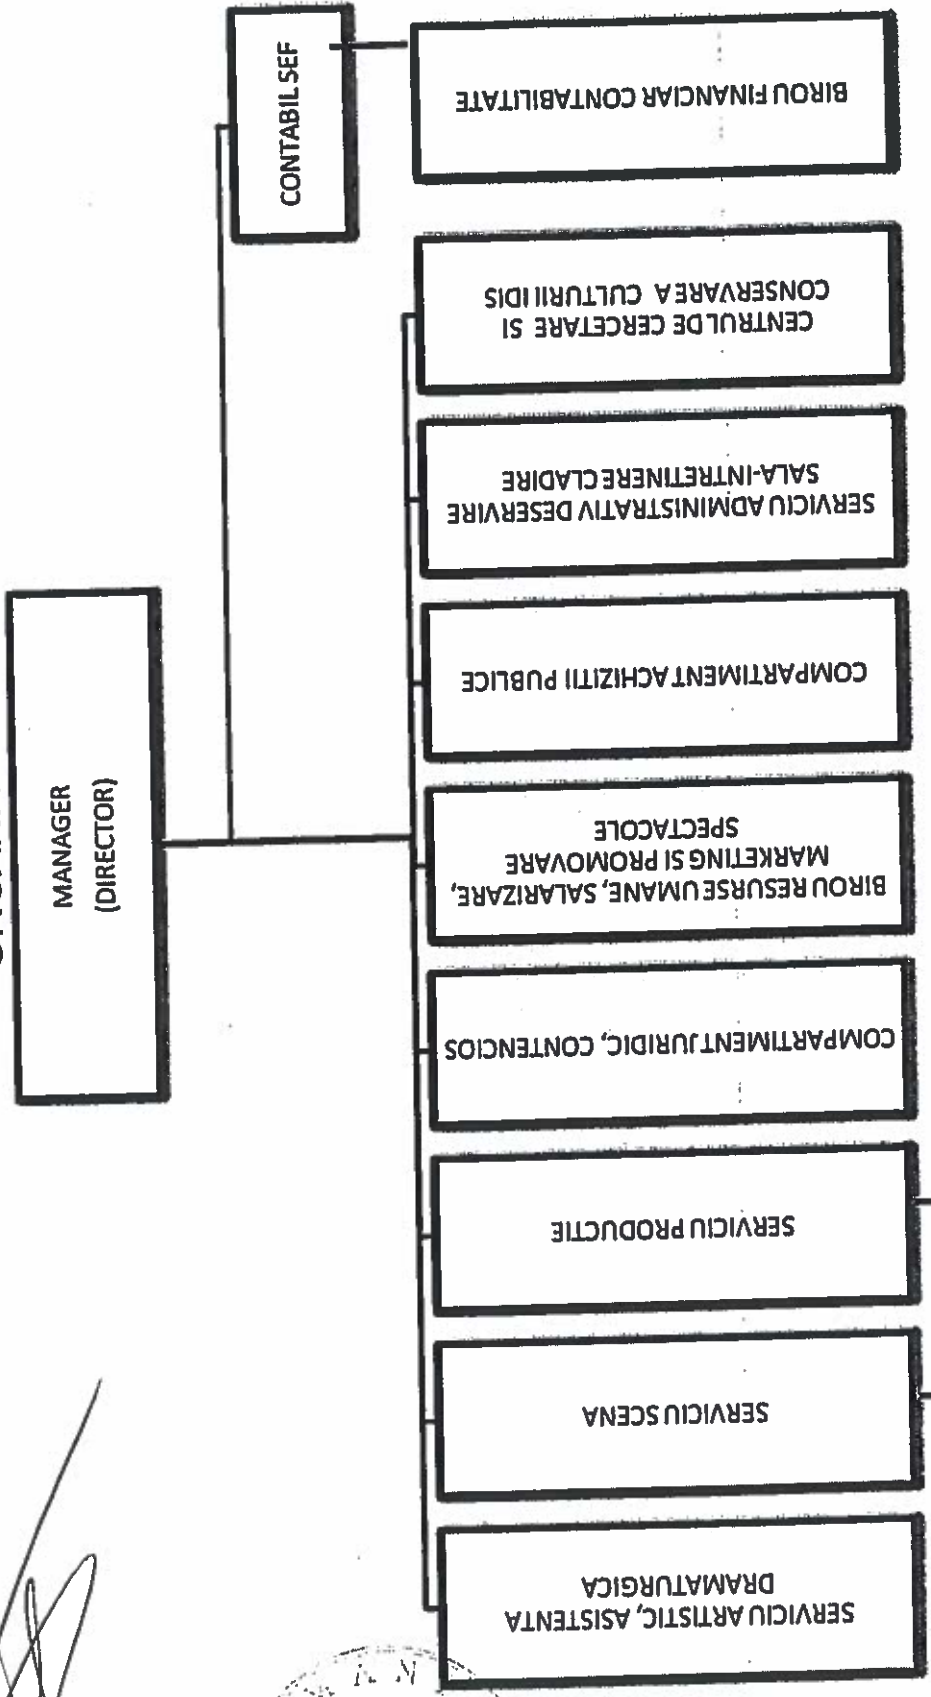 MANAGER
(DIRECTOR)
CONTABIL SEF
SERVICIU ARTISTIC, ASISTENTA
DRAMATURGICA
SERVICIU SCENA
SERVICIU PRODUCTIE
COMPARTIMENT JURIDIC, CONTENCIOS
BIROU RESURSE UMANE, SALARIZARE,
MARKETING SI PROMOVARE
SPECTACOLE
COMPARTIMENT ACHIZITII PUBLICE
SERVICIU ADMINISTRATIV DESERVIRE
SALA-INTRETINERE CLADIRE
CENTRUL DE CERCETARE SI
CONSERVAREA CULTURII IDIS
BIROU FINANCIAR CONTABILITATE